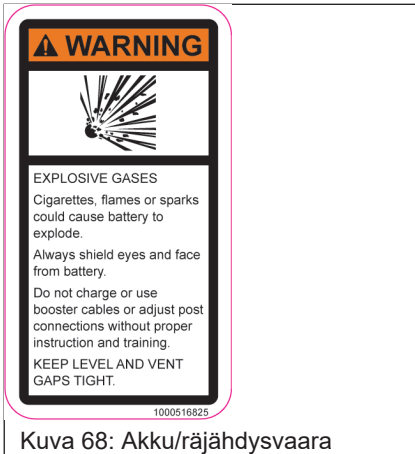 WARNING
EXPLOSIVE GASES
Cigarettes, flames or sparks
could cause battery to
explode.
Always shield eyes and face
from battery.
Do not charge or use
booster cables or adjust post
connections without proper
instruction and training.
KEEP LEVEL AND VENT
GAPS TIGHT.
1000516825
Kuva 68: Akku/räjähdysvaara